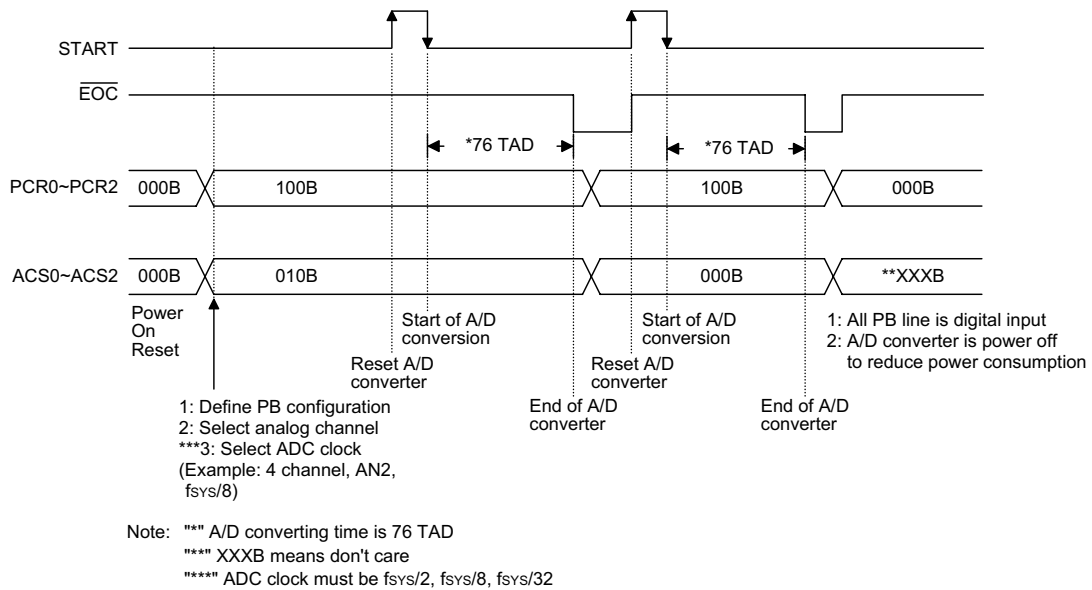 START
EOC
*76 TAD
*76 TAD
PCR0~PCR2
000B
100B
100B
000B
ACS0~ACS2
000B
010B
000B
**XXXB
Power
On
Reset
Start of A/D
conversion
Start of A/D
conversion
1: All PB line is digital input
2: A/D converter is power off
to reduce power consumption
Reset A/D
converter
Reset A/D
converter
End of A/D
converter
End of A/D
converter
1: Define PB configuration
2: Select analog channel
***3: Select ADC clock
(Example: 4 channel, AN2,
fSYS/8)
Note: "*" A/D converting time is 76 TAD
"**" XXXB means don't care
"***" ADC clock must be fSYS/2, fSYS/8, fSYS/32